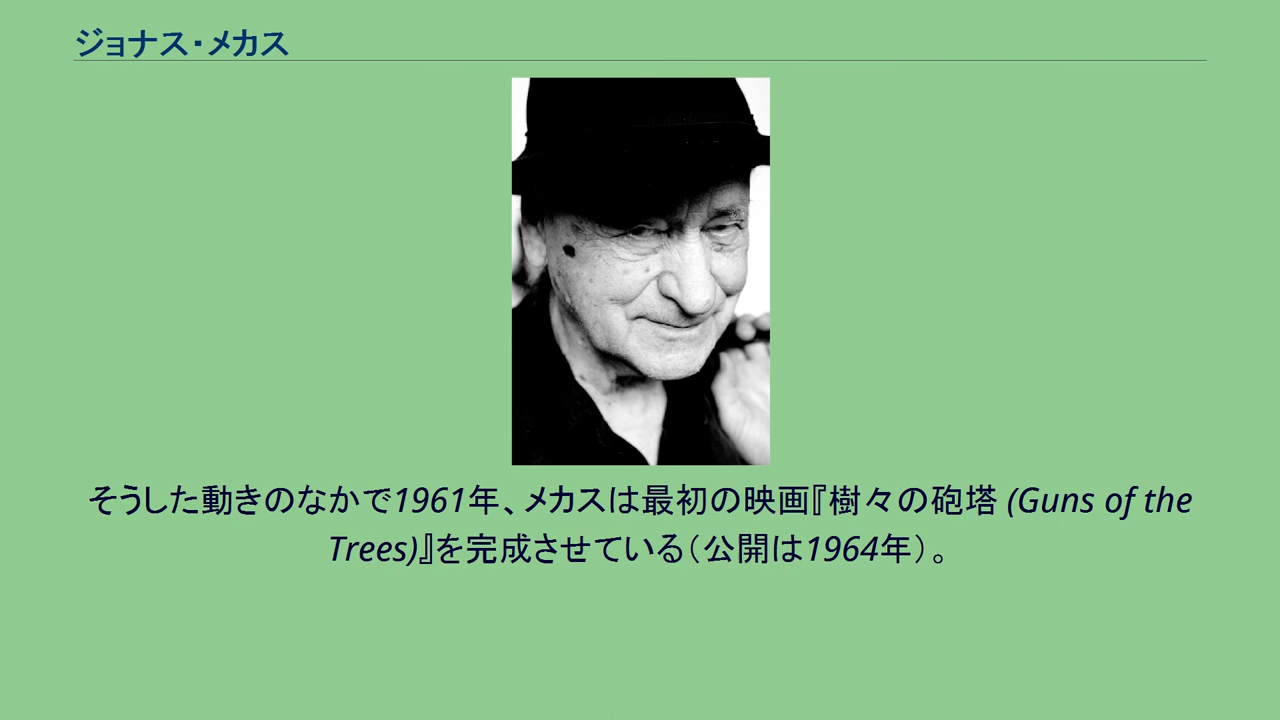 ジョナス・メカス
そうした動きのなかで1961年、メカスは最初の映画『樹々の砲塔 (Guns of the
Trees)』を完成させている（公開は1964年）。